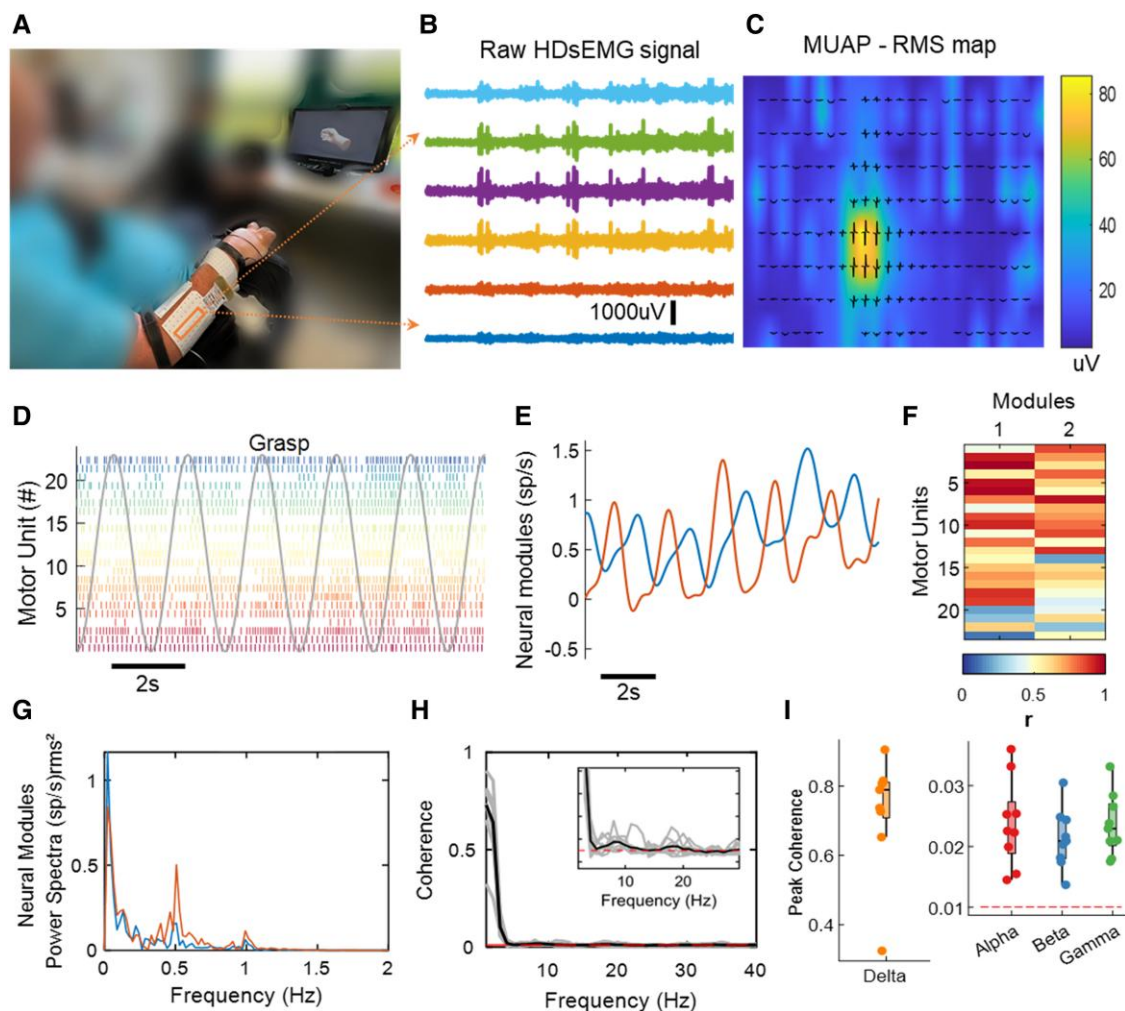 A
B
Raw HDsEMG signal
1000uV
C
MUAP - RMS map
80
60
40
20
uV
D
Grasp
Motor Unit (#)
20
15
10
5
2s
E
Neural modules (sp/s)
1.5
1
0.5
0
-0.5
2s
F
Modules
1 2
Motor Units
5
10
15
20
0 0.5 1
r
G
Neural Modules
Power Spectra (sp/s)rms²
1
0.5
0
0 0.5 1 1.5 2
Frequency (Hz)
H
Coherence
1
0.5
0
10 20 30 40
Frequency (Hz)
10 20
Frequency (Hz)
I
Peak Coherence
0.8
0.6
0.4
Delta
0.03
0.02
0.01
Alpha
Beta
Gamma